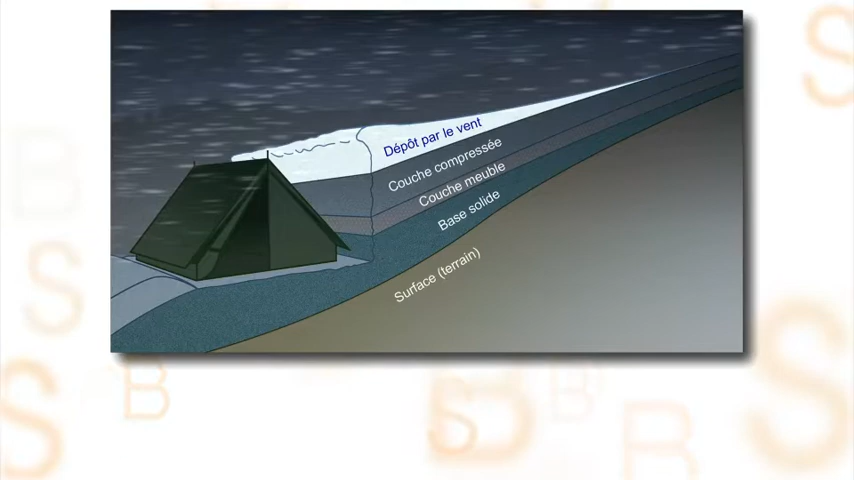 Dépôt par le vent
Couche compressée
Couche meuble
Base solide
Surface (terrain)
S
B
S
B
S
S
B
S
B
S
B
B
S